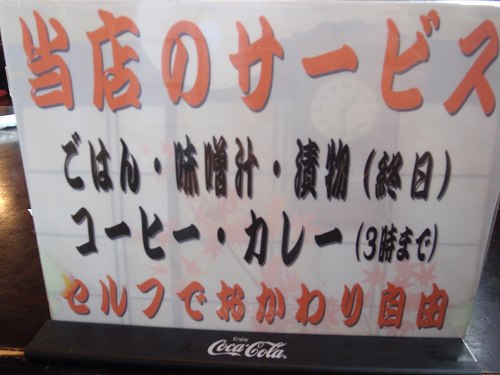 当店のサービス
ごはん・味噌汁・漬物(終日)
コーヒー・カレー(3時まで)
セルフでおかわり自由
Enjoy
Coca-Cola